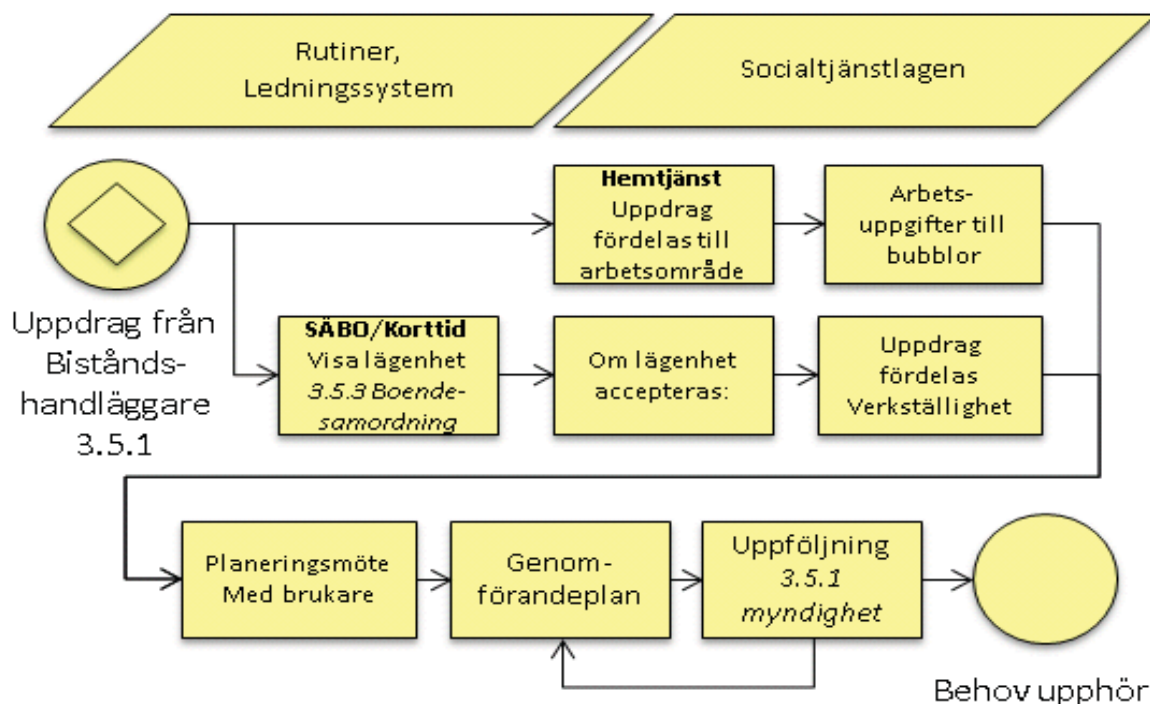 Rutiner,
Ledningssystem
Socialtjänstlagen
Uppdrag från
Bistånds-
handläggare
3.5.1
Hemtjänst
Uppdrag
fördelas till
arbetsområde
Arbets-
uppgifter till
bubblor
SÄBO/Korttid
Visa lägenhet
3.5.3 Boende-
samordning
Om lägenhet
accepteras:
Uppdrag
fördelas
Verkställighet
Planeringsmöte
Med brukare
Genom-
förandeplan
Uppföljning
3.5.1
myndighet
Behov upphör